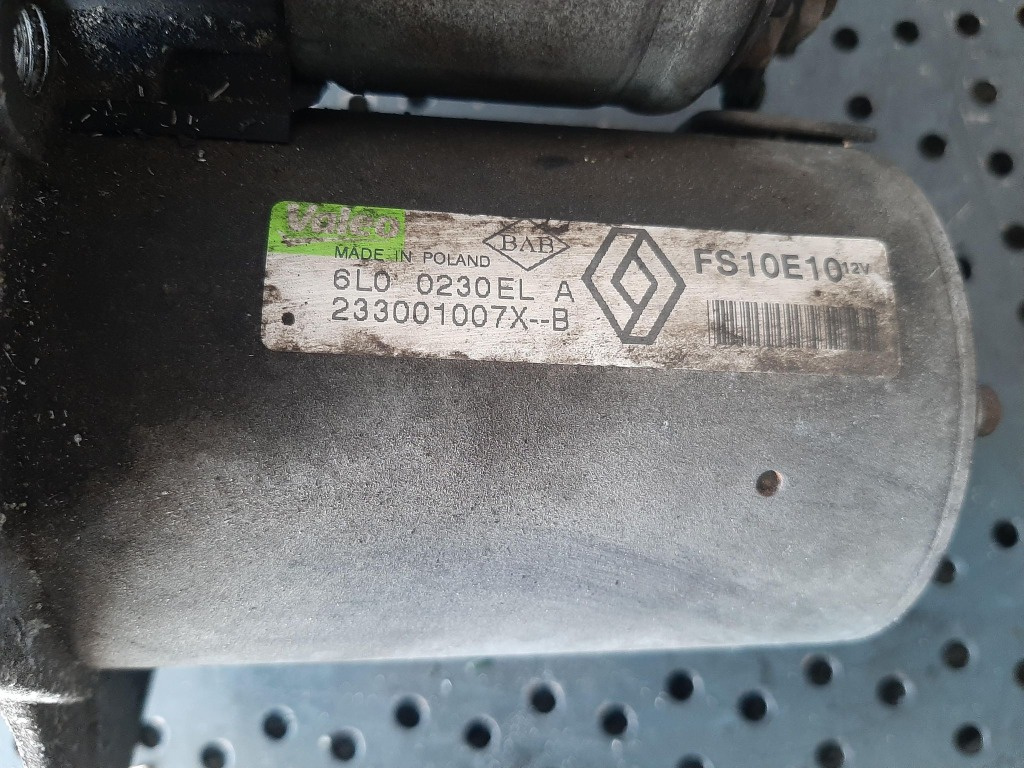 Valeo
MADE IN POLAND
BAB
6L0 0230EL A
233001007X--B
FS10E10 12V